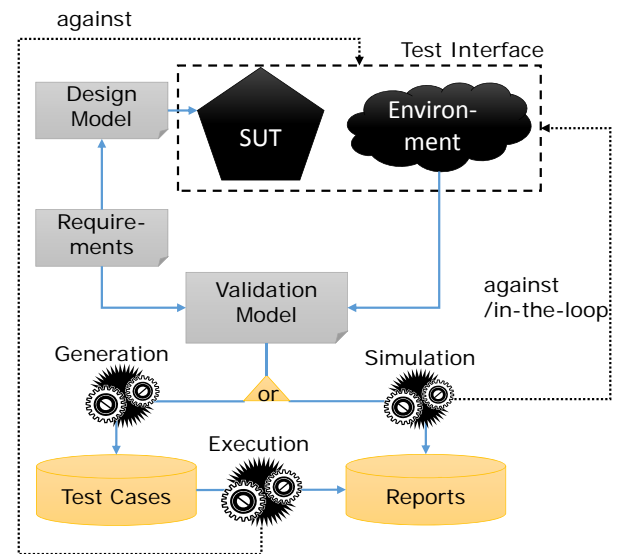 against
Test Interface
Design
Model
SUT
Environ-
ment
Require-
ments
Validation
Model
against
/in-the-loop
Generation
Simulation
or
Execution
Test Cases
Reports